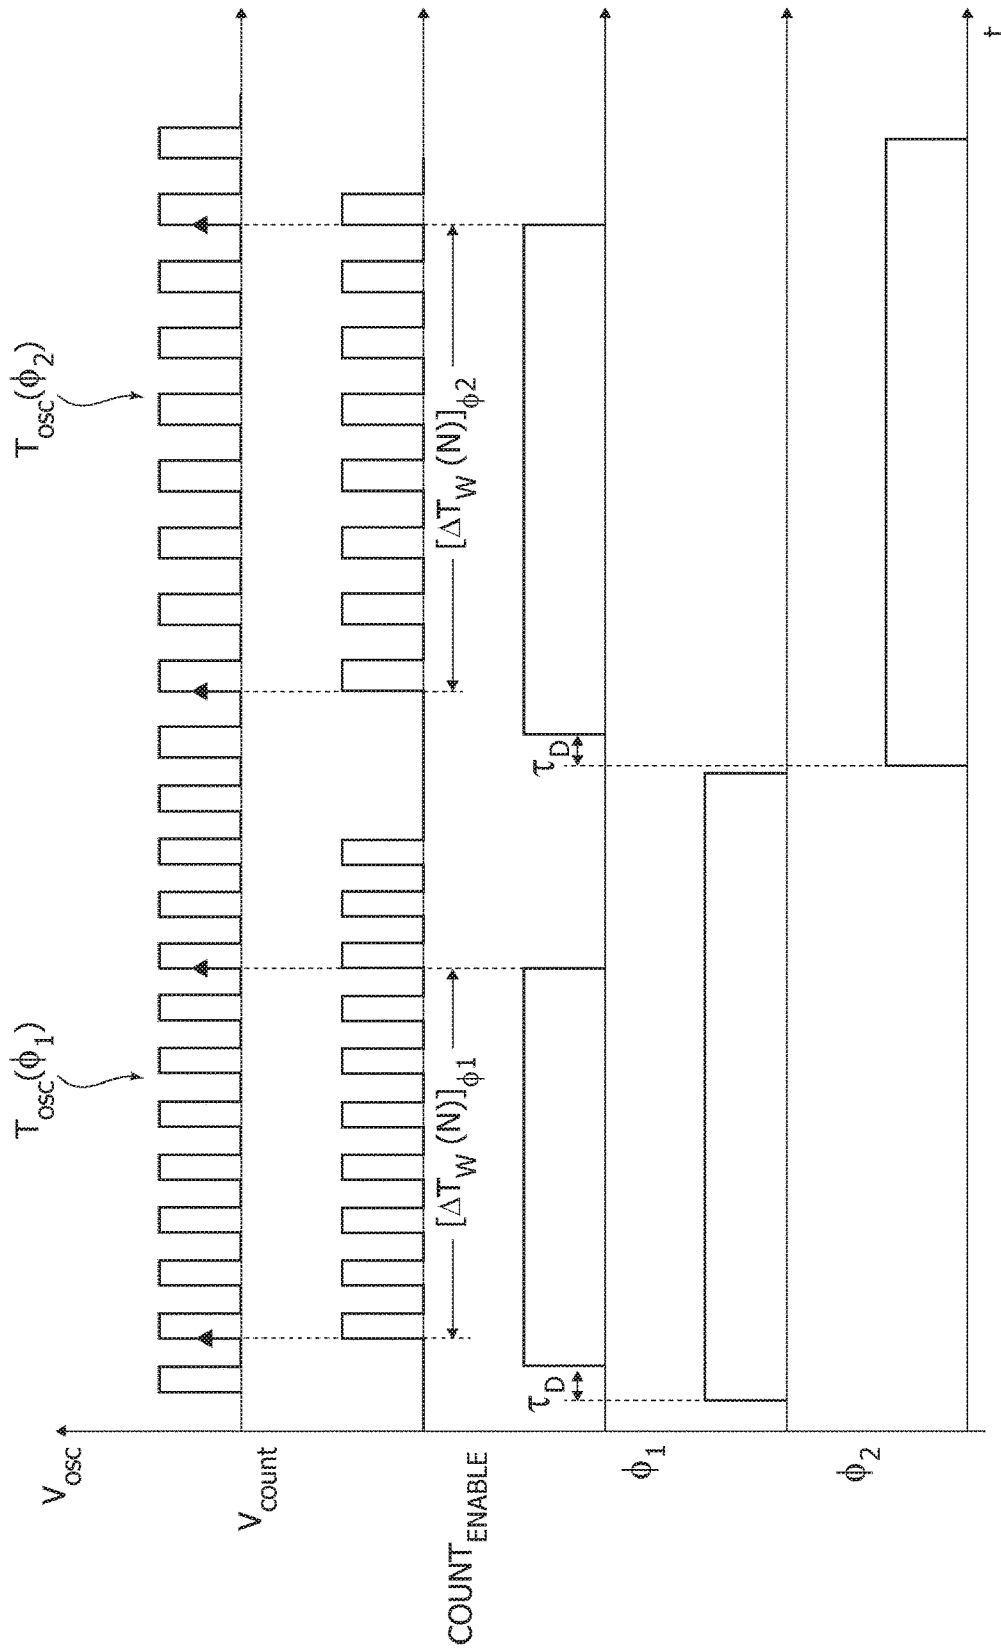 V_osc
T_osc(ϕ_1)
T_osc(ϕ_2)
V_count
[ΔT_W (N)]_ϕ1
[ΔT_W (N)]_ϕ2
COUNT_ENABLE
τ_D
τ_D
ϕ_1
ϕ_2
t